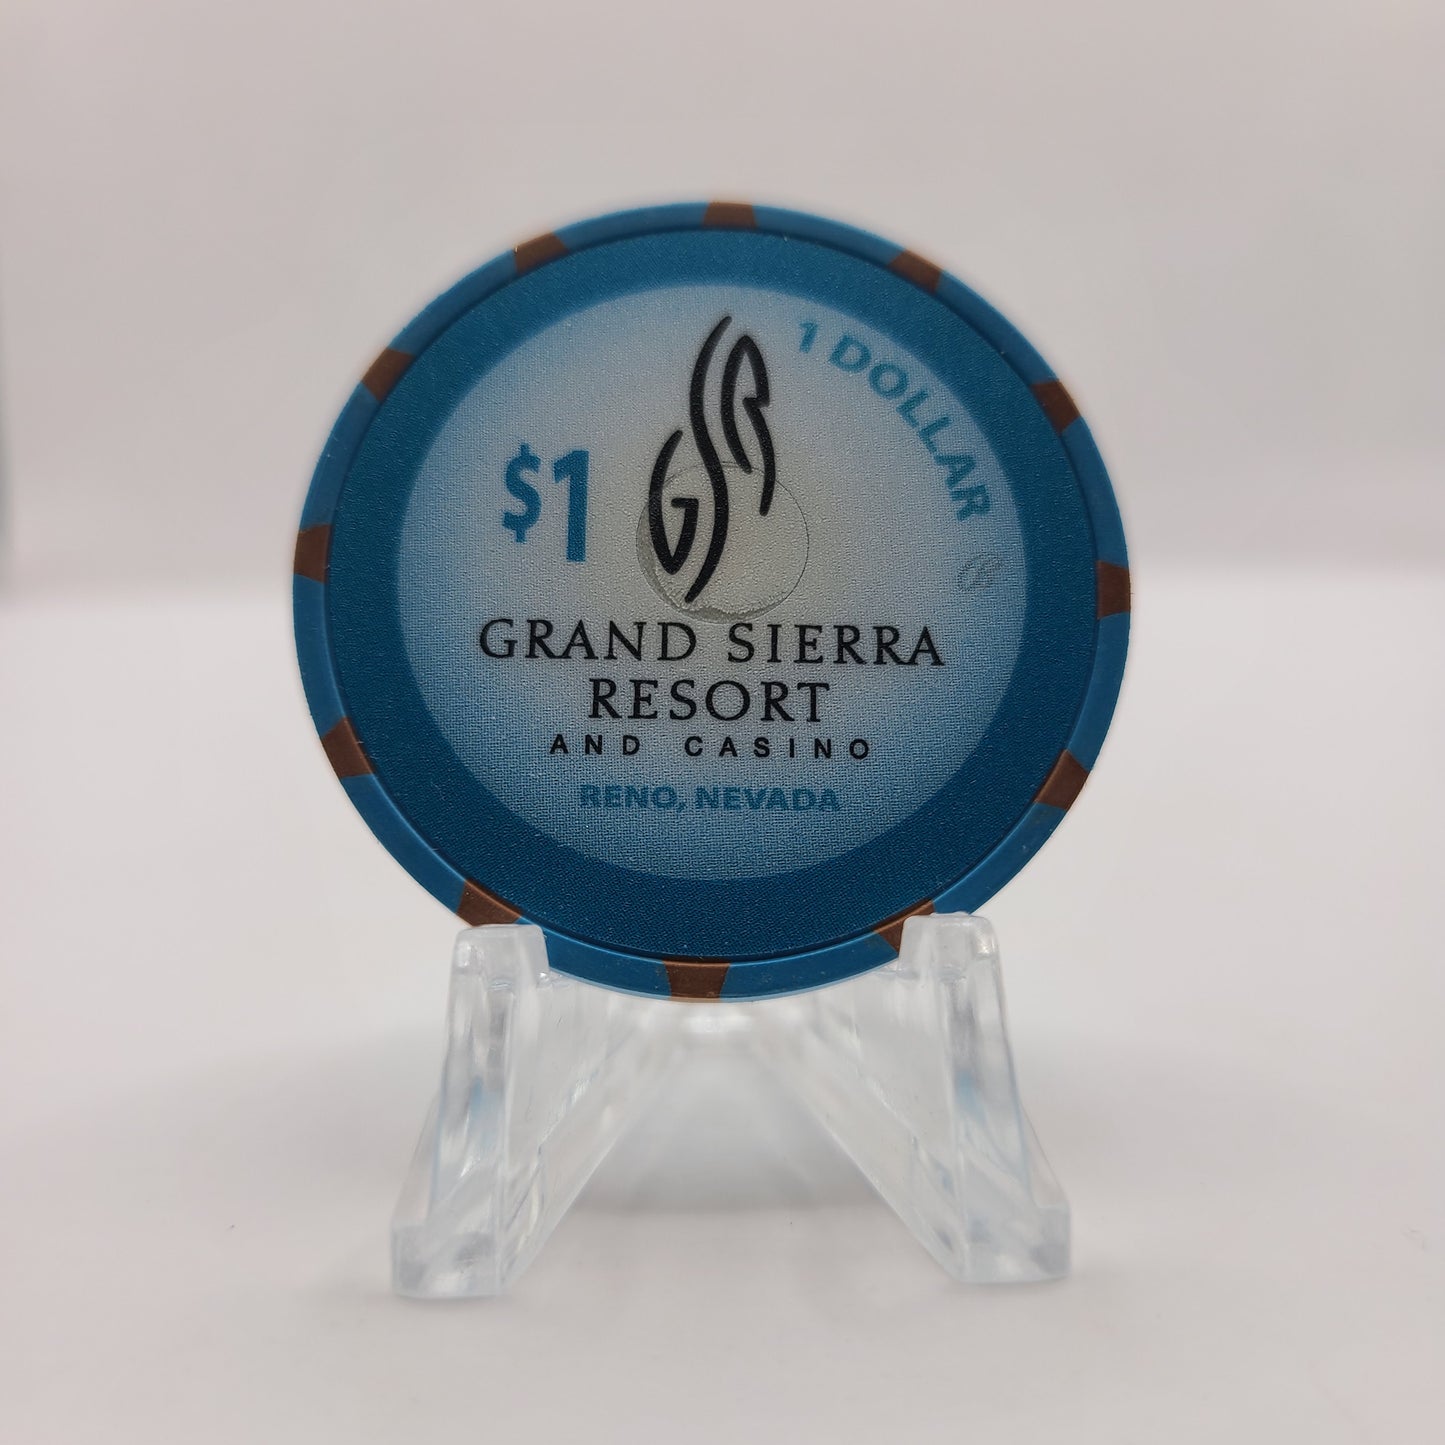 GSR
1 DOLLAR
$1
GRAND SIERRA
RESORT
AND CASINO
RENO, NEVADA